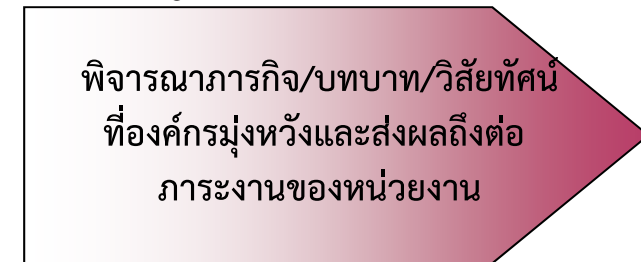 พิจารณาภารกิจ/บทบาท/วิสัยทัศน์
ที่องค์กรมุ่งหวังและส่งผลถึงต่อ
ภาระงานของหน่วยงาน